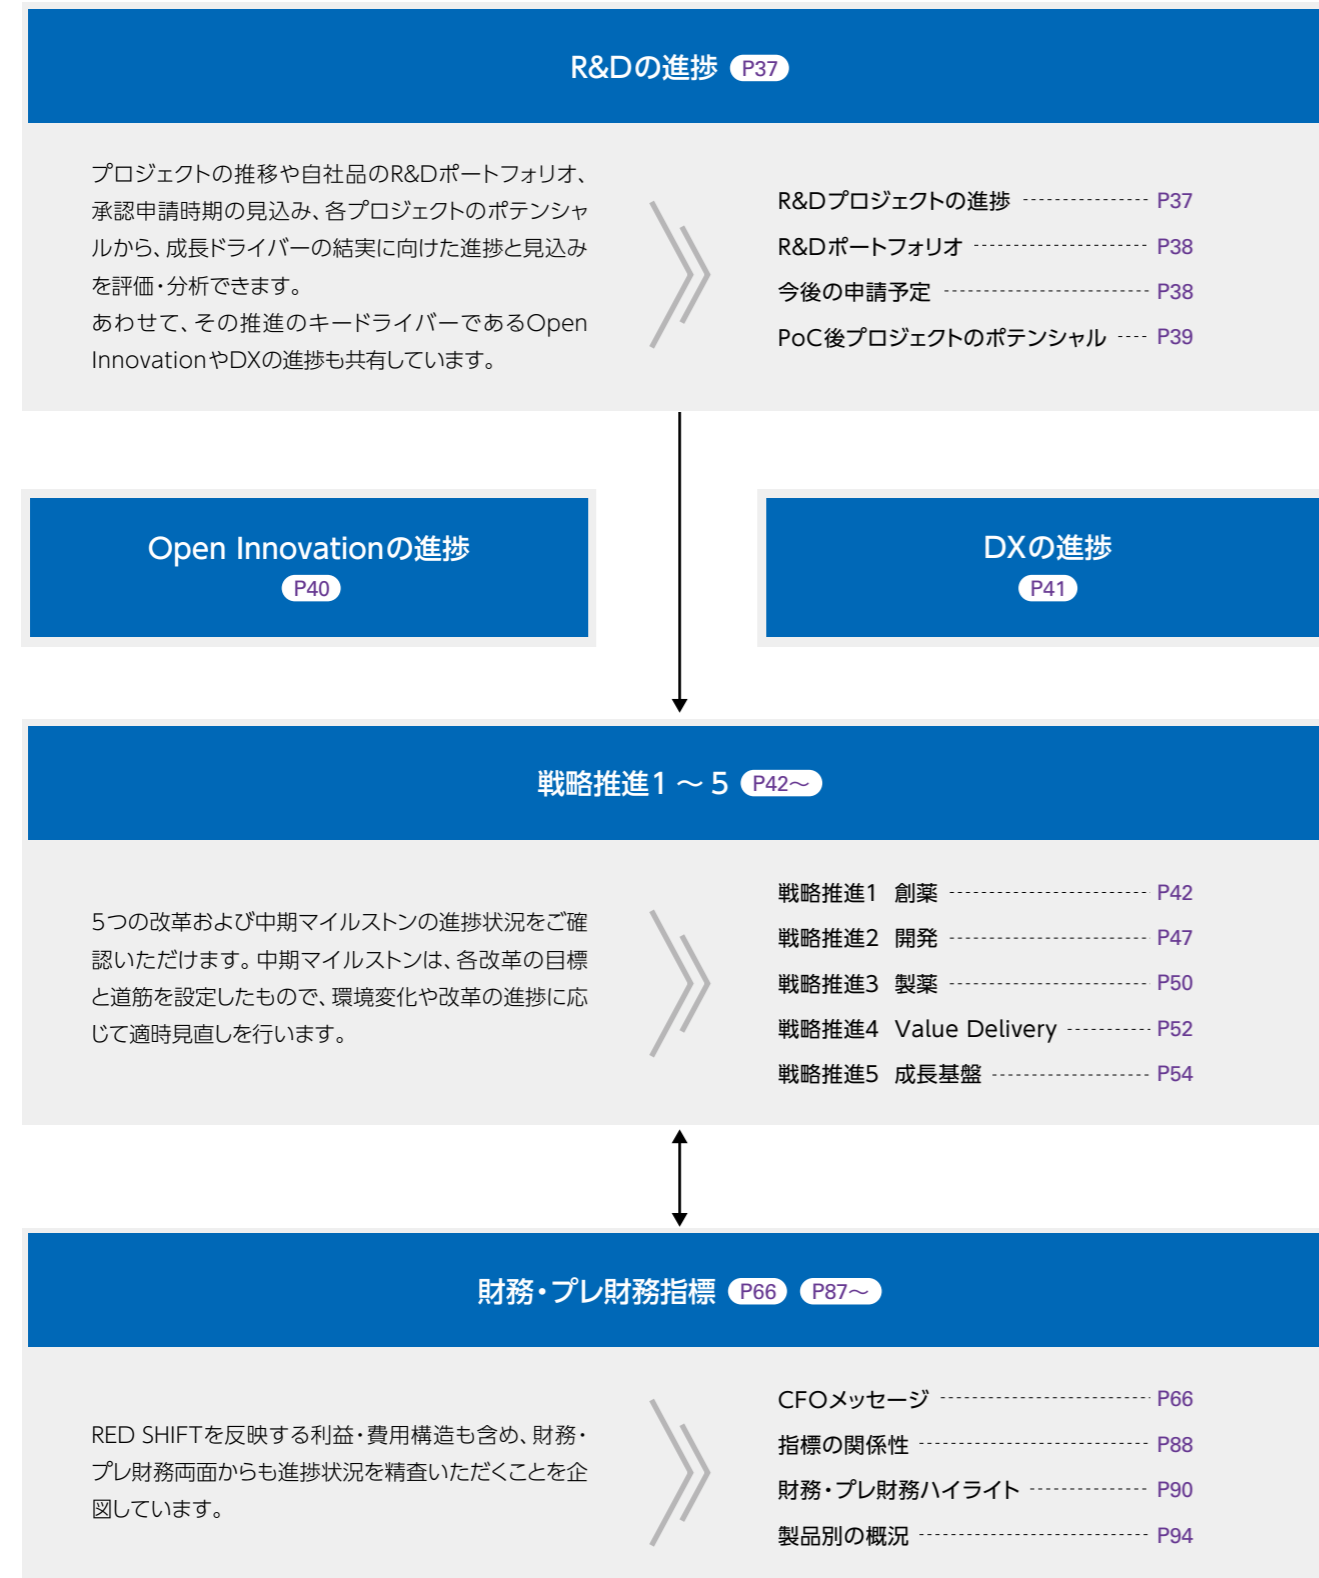 R&Dの進捗 P37
プロジェクトの推移や自社品のR&Dポートフォリオ、
承認申請時期の見込み、各プロジェクトのポテンシャ
ルから、成長ドライバーの結実に向けた進捗と見込み
を評価・分析できます。
あわせて、その推進のキードライバーであるOpen
InnovationやDXの進捗も共有しています。
R&Dプロジェクトの進捗 P37
R&Dポートフォリオ P38
今後の申請予定 P38
PoC後プロジェクトのポテンシャル P39
Open Innovationの進捗
P40
DXの進捗
P41
戦略推進1 ~ 5 P42~
5つの改革および中期マイルストンの進捗状況をご確
認いただけます。中期マイルストンは、各改革の目標
と道筋を設定したもので、環境変化や改革の進捗に応
じて適時見直しを行います。
戦略推進1 創薬 P42
戦略推進2 開発 P47
戦略推進3 製薬 P50
戦略推進4 Value Delivery P52
戦略推進5 成長基盤 P54
財務・プレ財務指標 P66 P87~
RED SHIFTを反映する利益・費用構造も含め、財務・
プレ財務両面からも進捗状況を精査いただくことを企
図しています。
CFOメッセージ P66
指標の関係性 P88
財務・プレ財務ハイライト P90
製品別の概況 P94